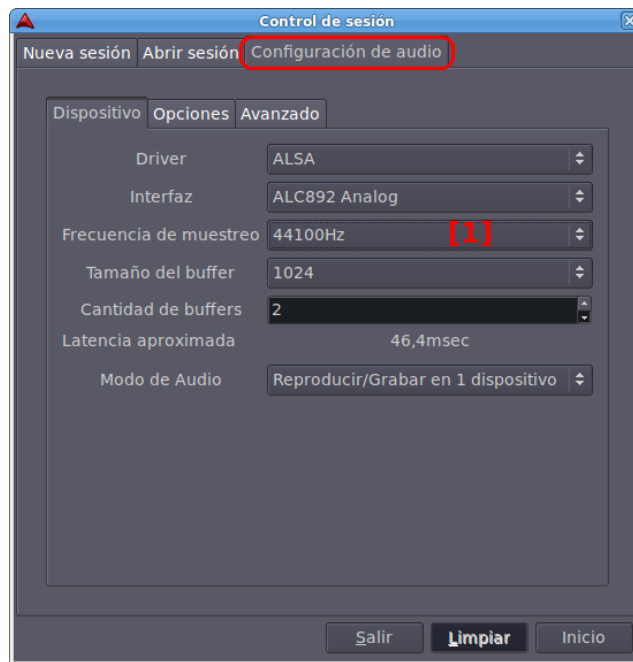 Control de sesión
Nueva sesión Abrir sesión Configuración de audio
Dispositivo Opciones Avanzado
Driver ALSA
Interfaz ALC892 Analog
Frecuencia de muestreo 44100Hz [1]
Tamaño del buffer 1024
Cantidad de buffers 2
Latencia aproximada 46,4msec
Modo de Audio Reproducir/Grabar en 1 dispositivo
Salir Limpiar Inicio